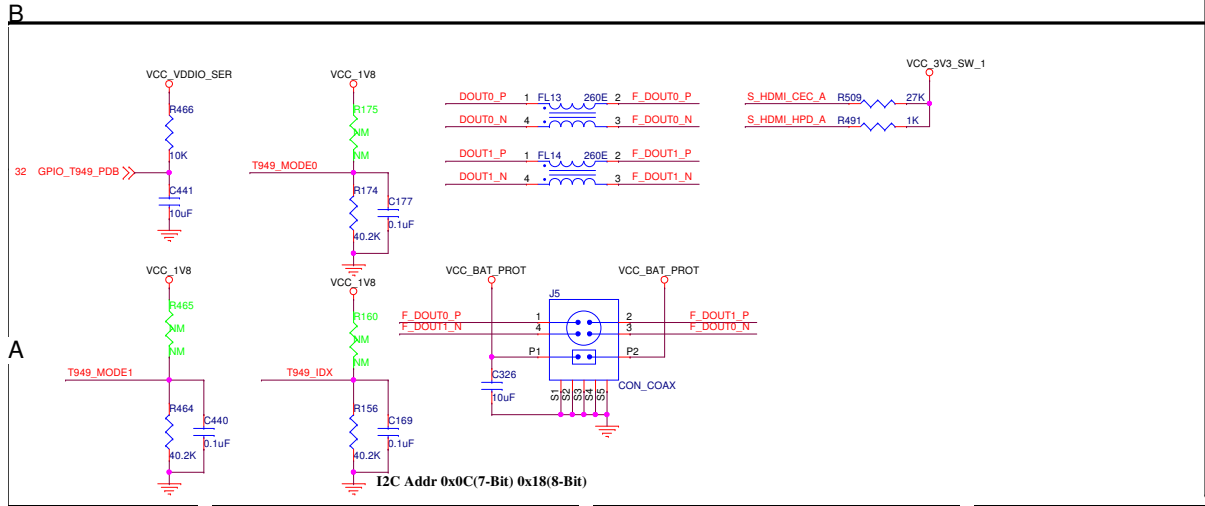 B
VCC_VDDIO_SER
R466
10K
32 GPIO_T949_PDB
C441
10uF
VCC_1V8
R175
NM
NM
T949_MODE0
R174
C177
0.1uF
40.2K
DOUT0_P 1 FL13 260E 2 F_DOUT0_P
DOUT0_N 4 3 F_DOUT0_N
DOUT1_P 1 FL14 260E 2 F_DOUT1_P
DOUT1_N 4 3 F_DOUT1_N
VCC_3V3_SW_1
S_HDMI_CEC_A R509 27K
S_HDMI_HPD_A R491 1K
A
VCC_1V8
R465
NM
NM
T949_MODE1
R464
C440
0.1uF
40.2K
VCC_1V8
R160
NM
NM
T949_IDX
R156
C169
0.1uF
40.2K
I2C Addr 0x0C(7-Bit) 0x18(8-Bit)
VCC_BAT_PROT VCC_BAT_PROT
J5
F_DOUT0_P 1 2 F_DOUT1_P
F_DOUT1_N 4 3 F_DOUT0_N
P1 P2
C326
10uF
CON_COAX
S1 S2 S3 S4 S5